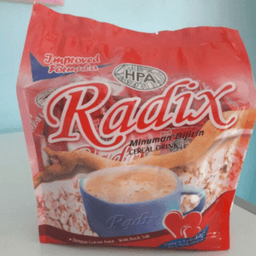 Improved
Formula
HPA
Radix
Minuman Bijirin
CEREAL DRINK
Radix